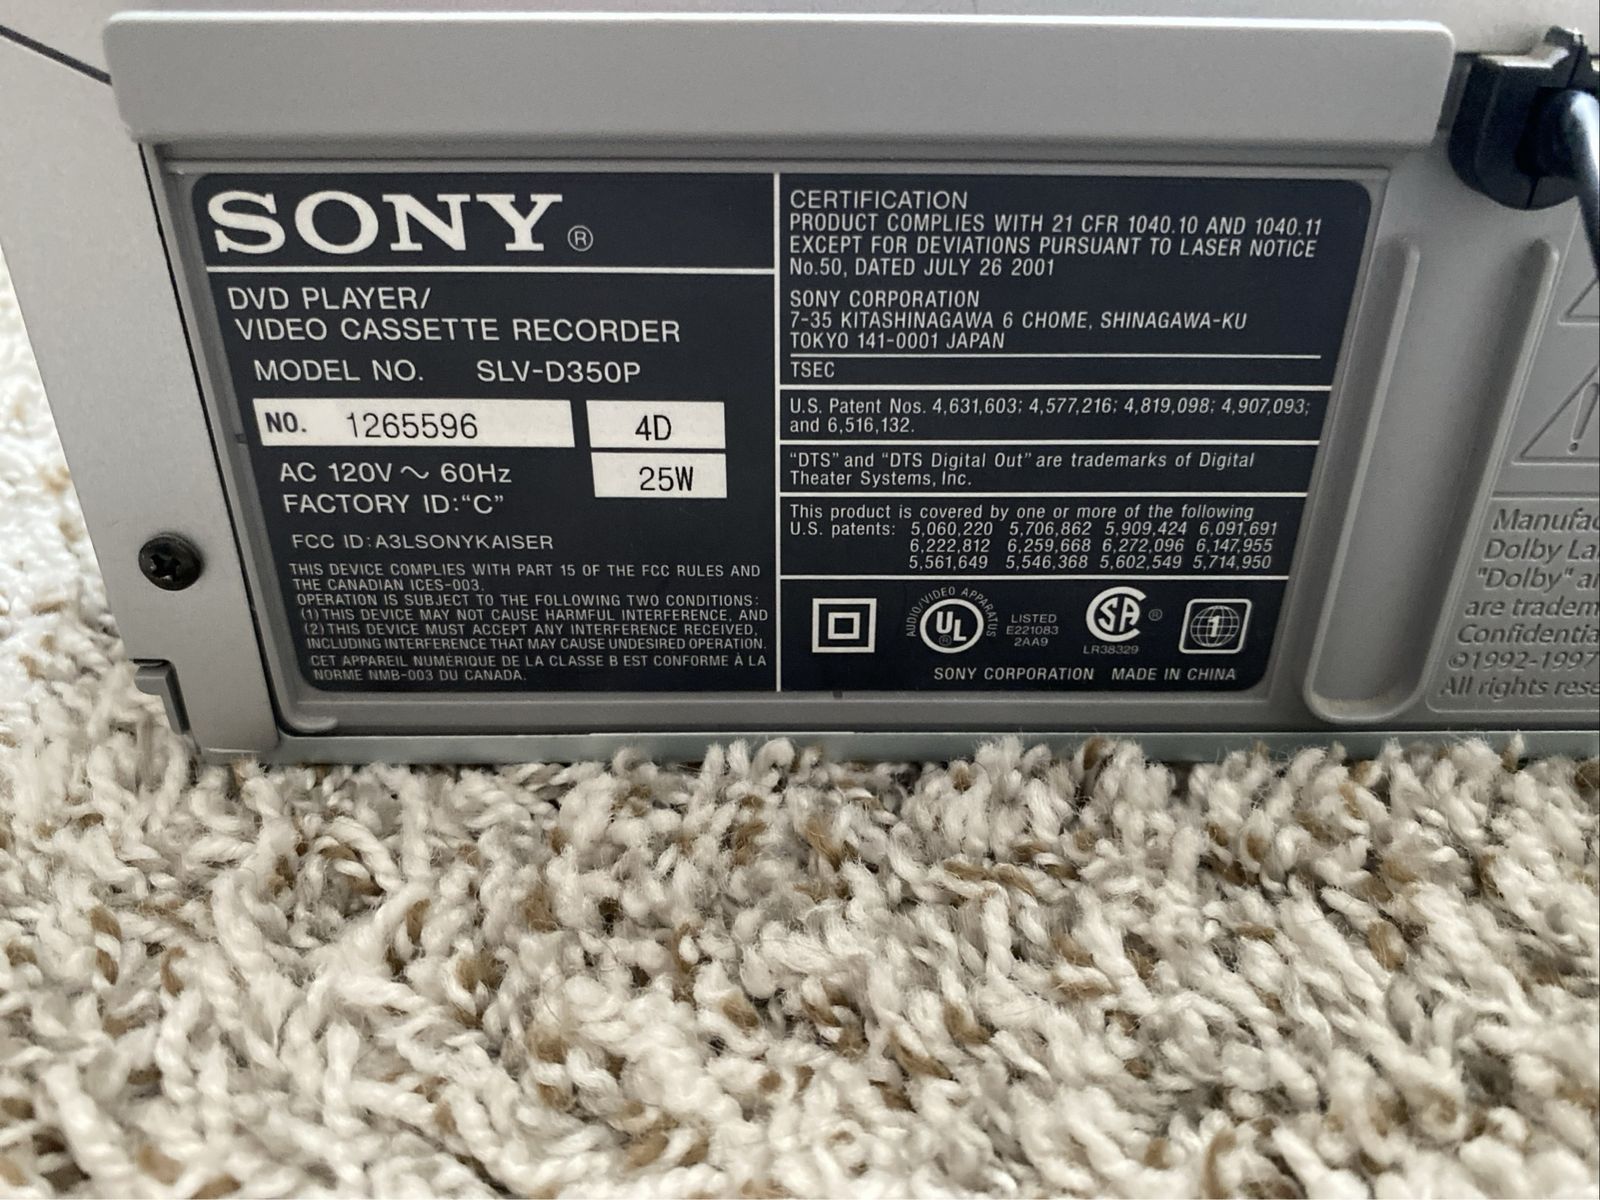 SONY®
DVD PLAYER/
VIDEO CASSETTE RECORDER
MODEL NO. SLV-D350P
NO. 1265596 4D
AC 120V ~ 60Hz 25W
FACTORY ID:“C”
FCC ID:A3LSONYKAISER
THIS DEVICE COMPLIES WITH PART 15 OF THE FCC RULES AND
THE CANADIAN ICES-003.
OPERATION IS SUBJECT TO THE FOLLOWING TWO CONDITIONS:
(1)THIS DEVICE MAY NOT CAUSE HARMFUL INTERFERENCE, AND
(2)THIS DEVICE MUST ACCEPT ANY INTERFERENCE RECEIVED,
INCLUDING INTERFERENCE THAT MAY CAUSE UNDESIRED OPERATION.
CET APPAREIL NUMÉRIQUE DE LA CLASSE B EST CONFORME À LA
NORME NMB-003 DU CANADA.
CERTIFICATION
PRODUCT COMPLIES WITH 21 CFR 1040.10 AND 1040.11
EXCEPT FOR DEVIATIONS PURSUANT TO LASER NOTICE
No.50, DATED JULY 26 2001
SONY CORPORATION
7-35 KITASHINAGAWA 6 CHOME, SHINAGAWA-KU
TOKYO 141-0001 JAPAN
TSEC
U.S. Patent Nos. 4,631,603; 4,577,216; 4,819,098; 4,907,093;
and 6,516,132.
“DTS” and “DTS Digital Out” are trademarks of Digital
Theater Systems, Inc.
This product is covered by one or more of the following
U.S. patents: 5,060,220 5,706,862 5,909,424 6,091,691
6,222,812 6,259,668 6,272,096 6,147,955
5,561,649 5,546,368 5,602,549 5,714,950
AUDIO/VIDEO APPARATUS
UL®
LISTED
E221083
2AA9
SA®
LR38329
1
SONY CORPORATION MADE IN CHINA
Manufac
Dolby La
"Dolby" a
are tradem
Confidentia
©1992-1997
All rights rese